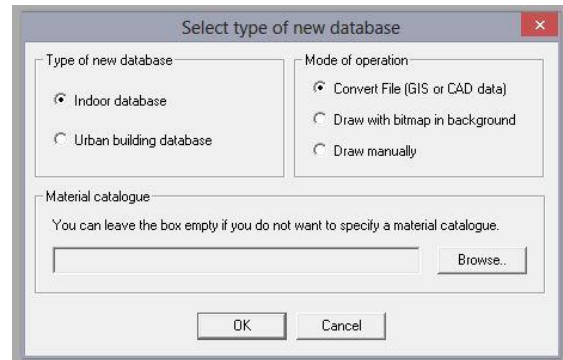 Select type of new database
Type of new database
Indoor database
Urban building database
Mode of operation
Convert File (GIS or CAD data)
Draw with bitmap in background
Draw manually
Material catalogue
You can leave the box empty if you do not want to specify a material catalogue.
Browse..
OK
Cancel